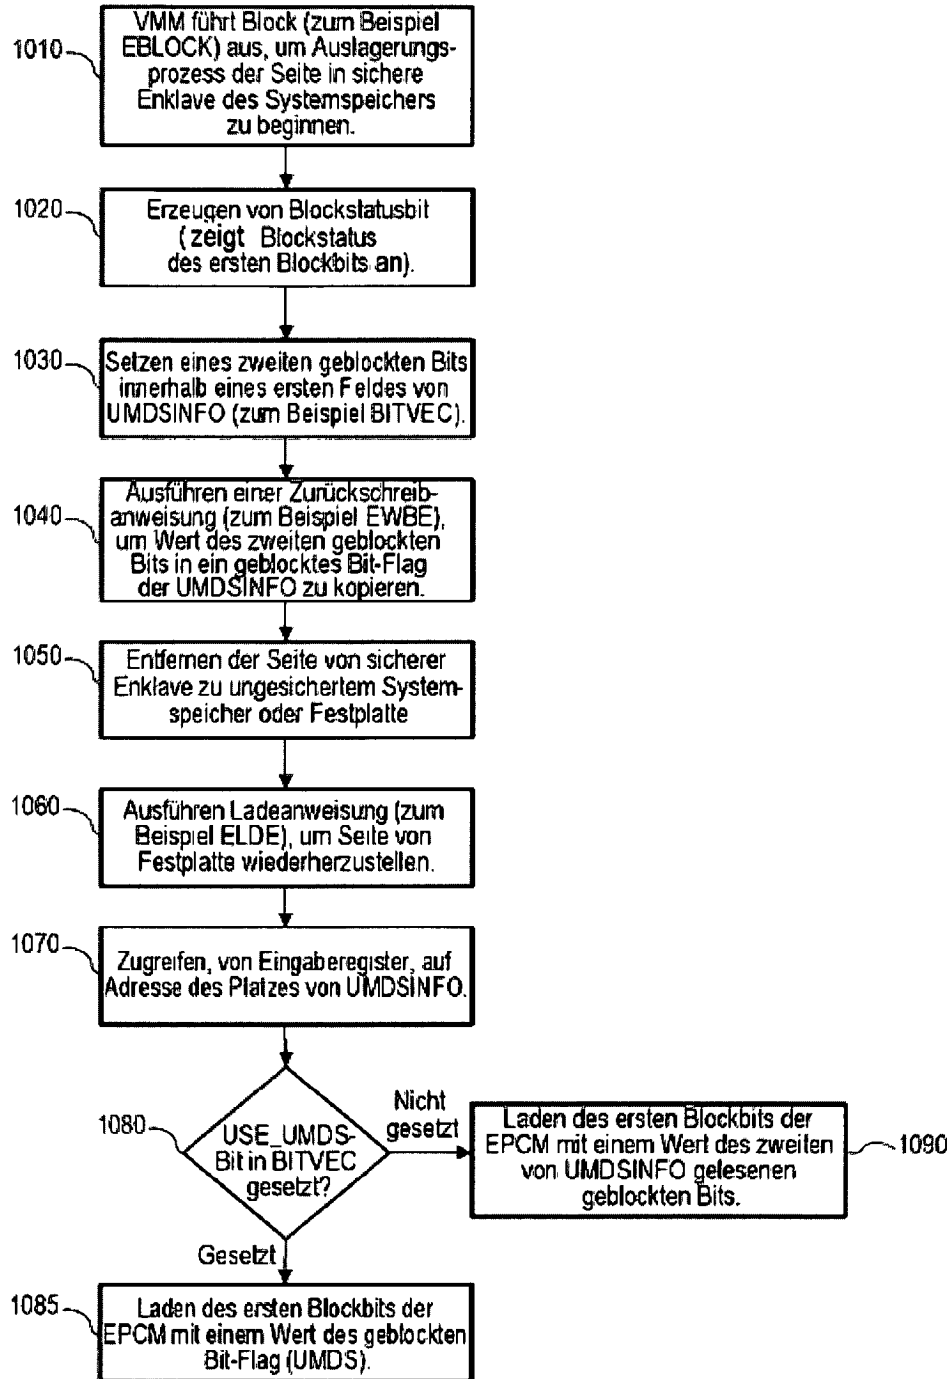 1010
VMM führt Block (zum Beispiel
EBLOCK) aus, um Auslagerungs-
prozess der Seite in sichere
Enklave des Systemspeichers
zu beginnen.
1020
Erzeugen von Blockstatusbit
(zeigt Blockstatus
des ersten Blockbits an).
1030
Setzen eines zweiten geblockten Bits
innerhalb eines ersten Feldes von
UMDSINFO (zum Beispiel BITVEC).
1040
Ausführen einer Zurückschreib-
anweisung (zum Beispiel EWBE),
um Wert des zweiten geblockten
Bits in ein geblocktes Bit-Flag
der UMDSINFO zu kopieren.
1050
Entfernen der Seite von sicherer
Enklave zu ungesichertem System-
speicher oder Festplatte
1060
Ausführen Ladeanweisung (zum
Beispiel ELDE), um Seite von
Festplatte wiederherzustellen.
1070
Zugreifen, von Eingaberegister, auf
Adresse des Platzes von UMDSINFO.
1080
USE_UMDS-
Bit in BITVEC
gesetzt?
Nicht
gesetzt
Laden des ersten Blockbits der
EPCM mit einem Wert des zweiten
von UMDSINFO gelesenen
geblockten Bits.
1090
Gesetzt
1085
Laden des ersten Blockbits der
EPCM mit einem Wert des geblockten
Bit-Flag (UMDS).